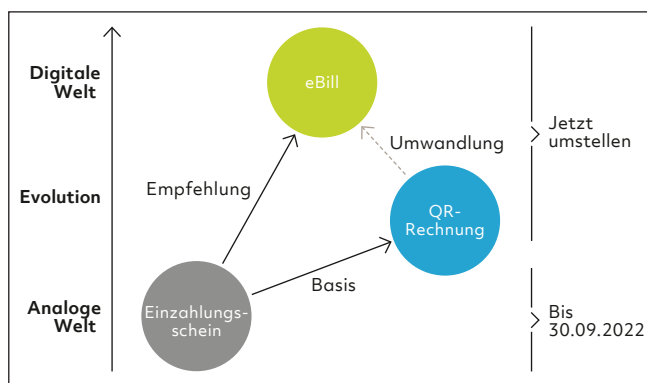 Digitale
Welt
eBill
Jetzt
umstellen
Umwandlung
Empfehlung
Evolution
QR-
Rechnung
Basis
Analoge
Welt
Einzahlungs-
schein
Bis
30.09.2022